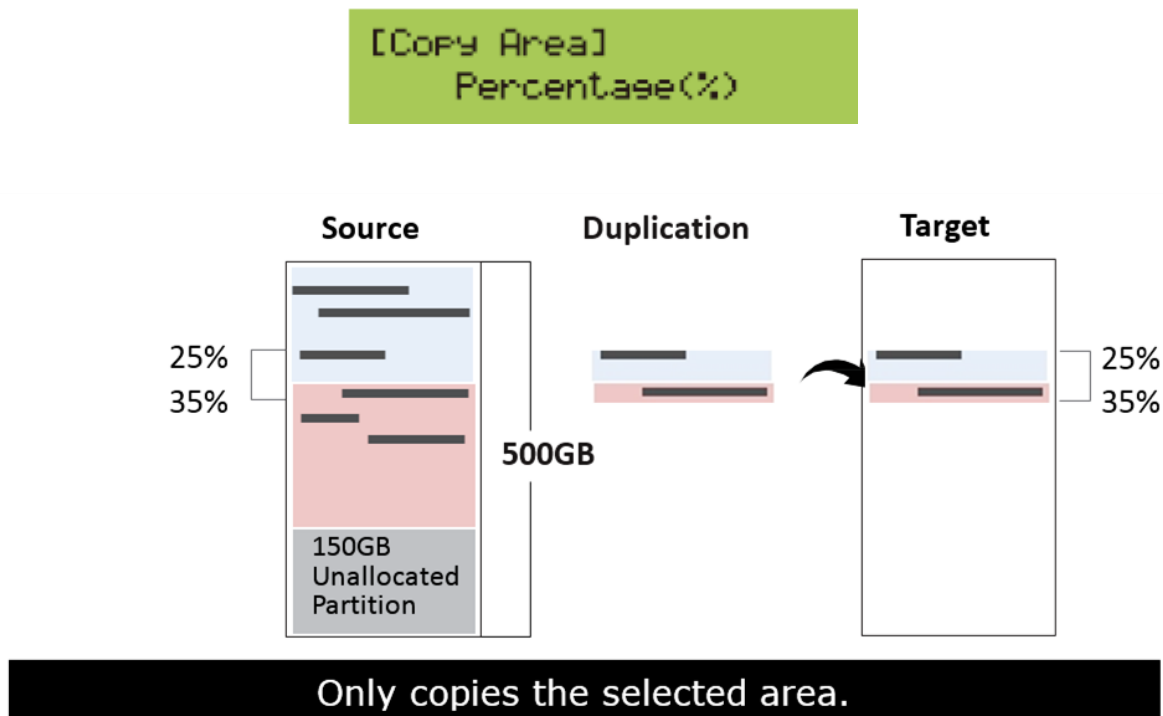 [Copy Area]
Percentage(%)
Source
Duplication
Target
25%
35%
500GB
150GB
Unallocated
Partition
25%
35%
Only copies the selected area.